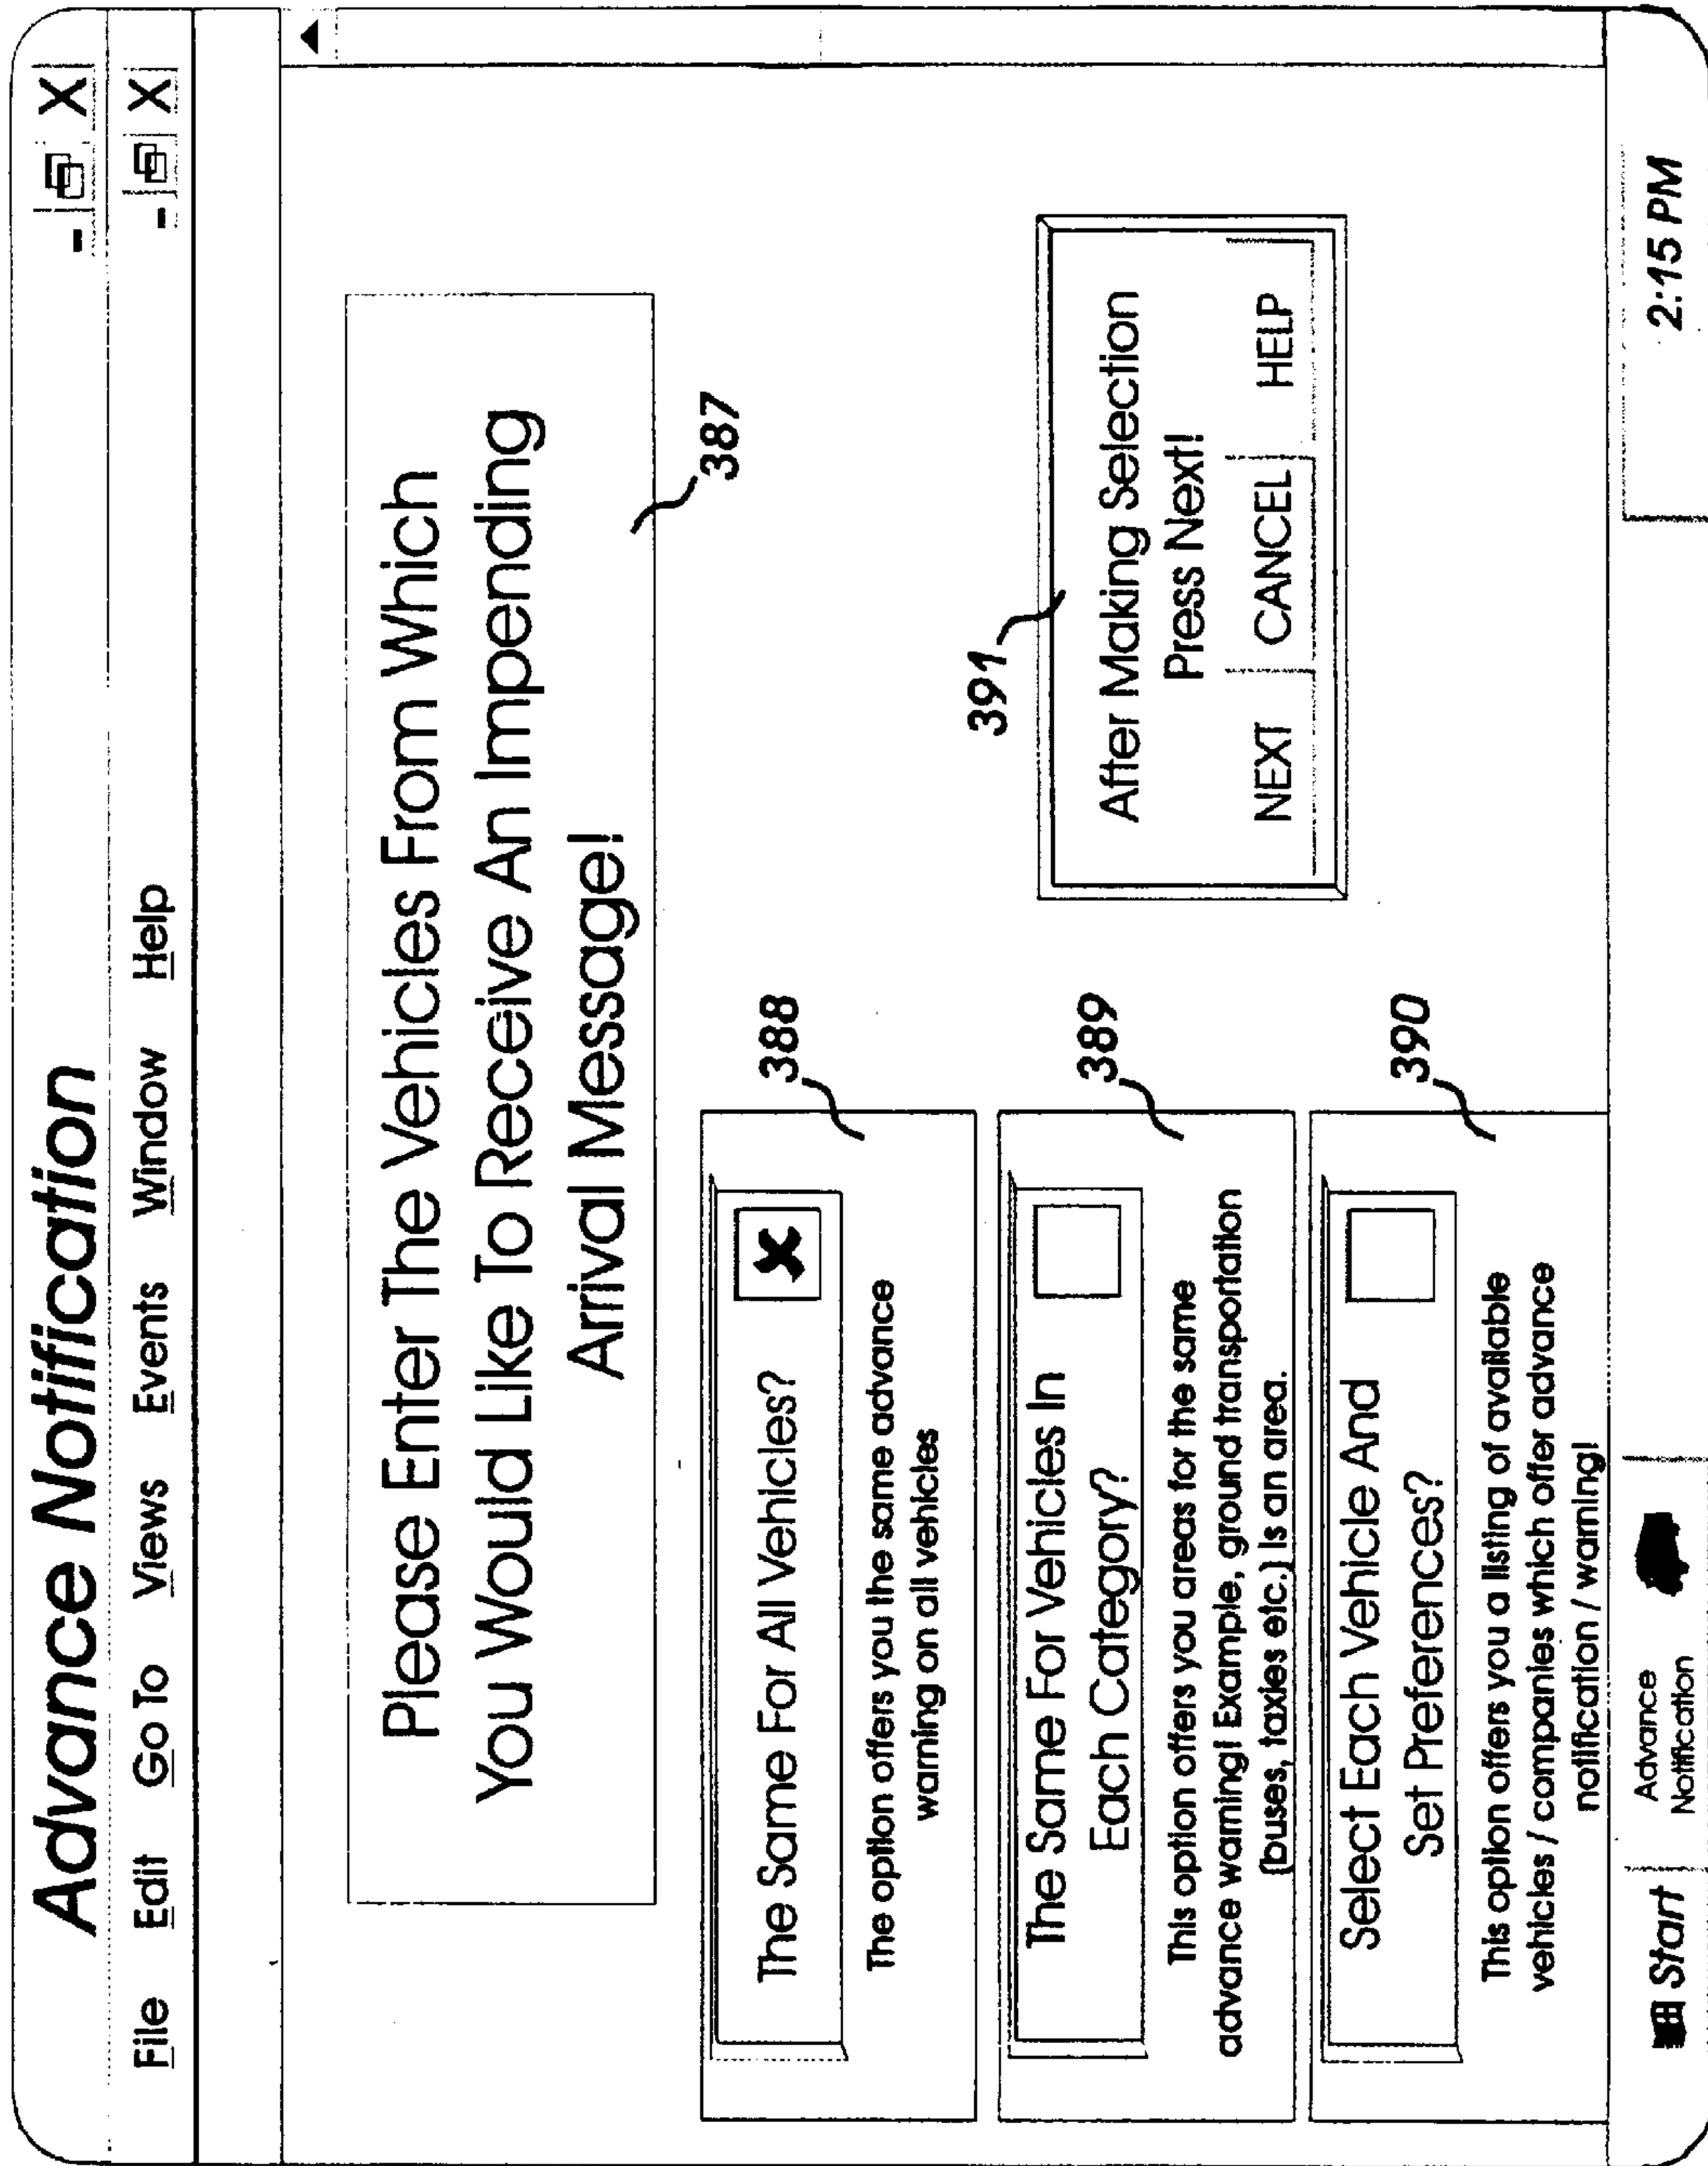 Advance Notification
File Edit Go To Views Events Window Help
Please Enter The Vehicles From Which
You Would Like To Receive An Impending
Arrival Message!
387
388
The Same For All Vehicles?
The option offers you the same advance
warning on all vehicles
389
The Same For Vehicles In
Each Category?
This option offers you areas for the same
advance warning! Example, ground transportation
(buses, taxies etc.) is an area.
390
Select Each Vehicle And
Set Preferences?
This option offers you a listing of available
vehicles / companies which offer advance
notification / warning!
391
After Making Selection
Press Next!
NEXT CANCEL HELP
Start
Advance
Notification
2:15 PM